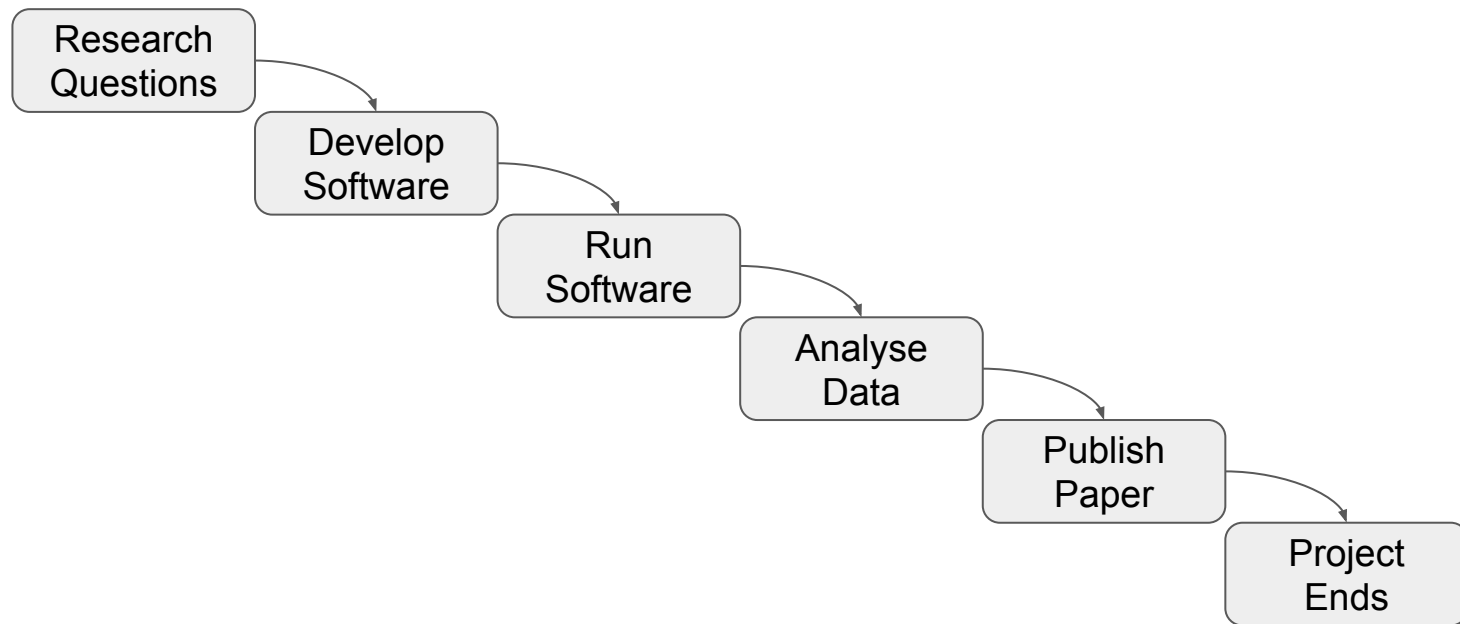 Research
Questions
Develop
Software
Run
Software
Analyse
Data
Publish
Paper
Project
Ends